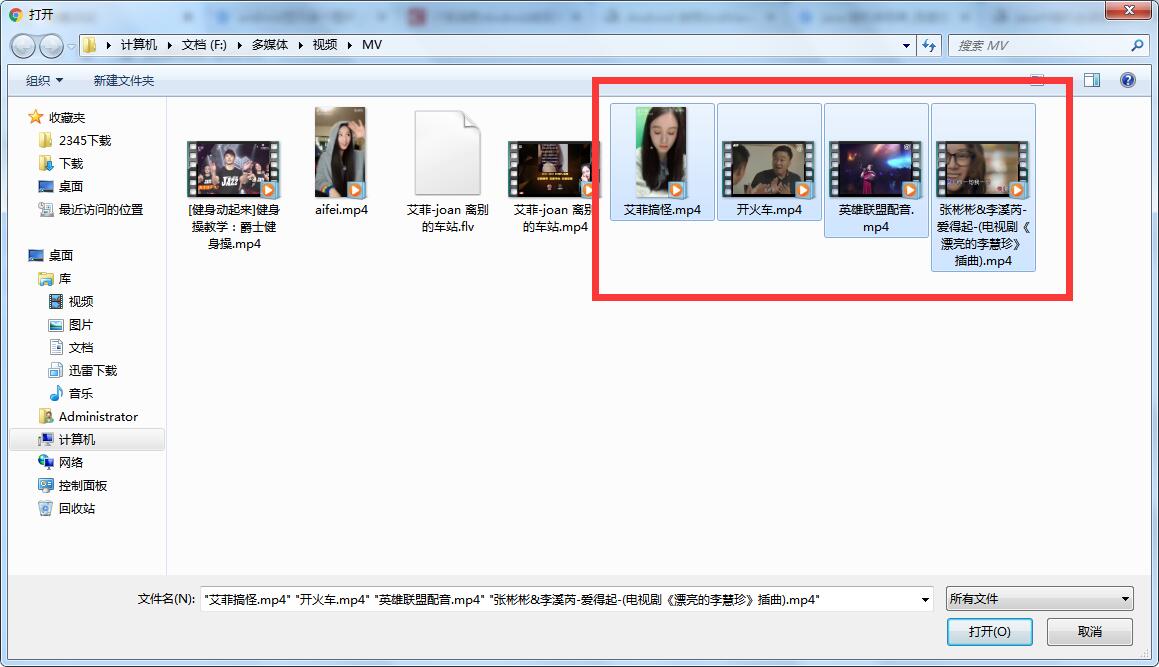 打开
计算机 文档 (F:) 多媒体 视频 MV
搜索 MV
组织 新建文件夹
收藏夹
2345下载
下载
桌面
最近访问的位置
桌面
库
视频
图片
文档
迅雷下载
音乐
Administrator
计算机
网络
控制面板
回收站
[健身动起来]健身
操教学：爵士健
身操.mp4
aifei.mp4
艾菲-joan 离别
的车站.flv
艾菲-joan 离别
的车站.mp4
艾菲搞怪.mp4
开火车.mp4
英雄联盟配音.
mp4
张彬彬&李溪芮-
爱得起-(电视剧《
漂亮的李慧珍》
插曲).mp4
文件名(N): "艾菲搞怪.mp4" "开火车.mp4" "英雄联盟配音.mp4" "张彬彬&李溪芮-爱得起-(电视剧《漂亮的李慧珍》插曲).mp4"
所有文件
打开(O)
取消